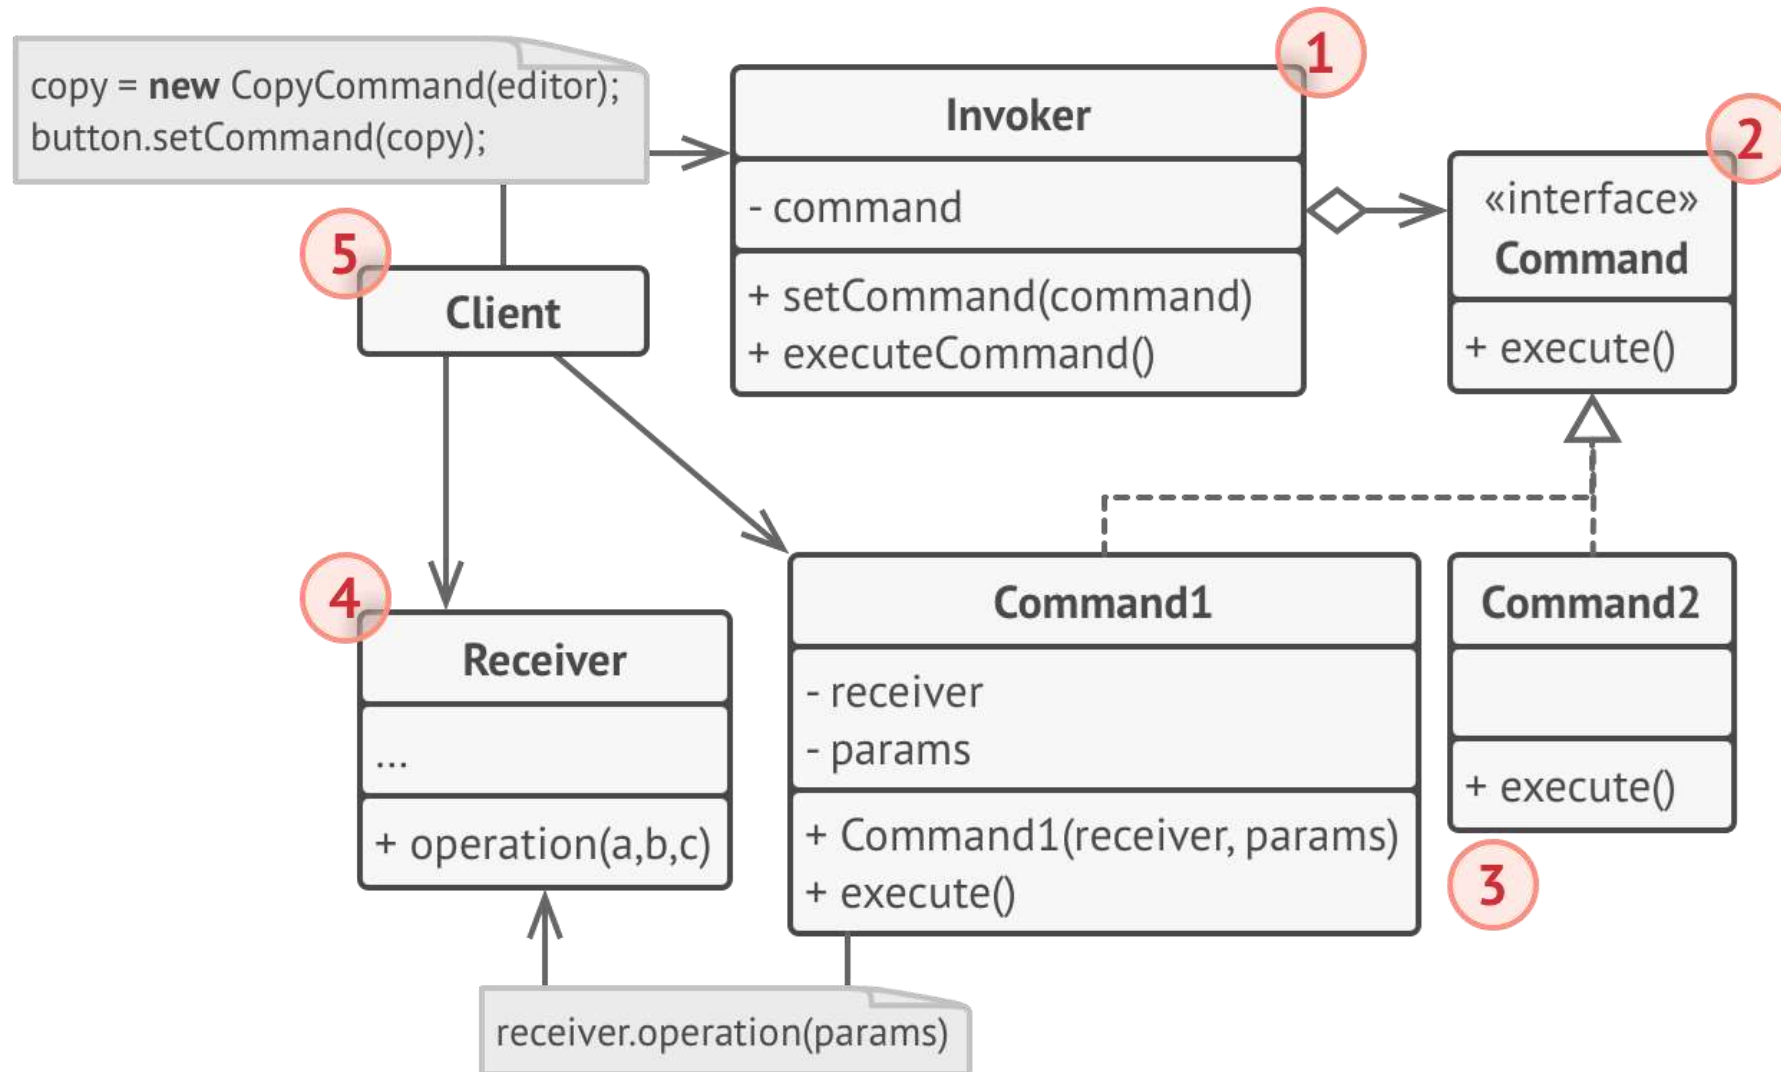 copy = new CopyCommand(editor);
button.setCommand(copy);
1
Invoker
- command
+ setCommand(command)
+ executeCommand()
2
«interface»
Command
+ execute()
5
Client
4
Receiver
...
+ operation(a,b,c)
Command1
- receiver
- params
+ Command1(receiver, params)
+ execute()
Command2
+ execute()
3
receiver.operation(params)